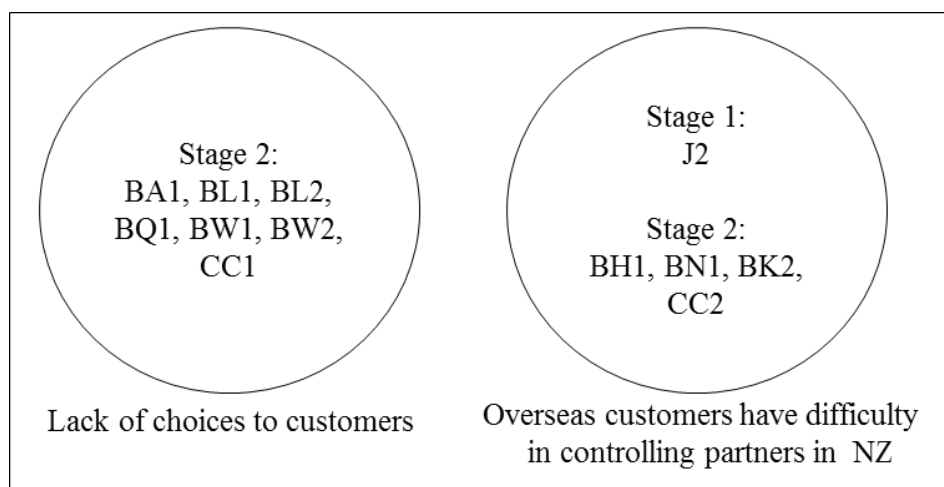 Stage 2:
BA1, BL1, BL2,
BQ1, BW1, BW2,
CC1
Lack of choices to customers
Stage 1:
J2
Stage 2:
BH1, BN1, BK2,
CC2
Overseas customers have difficulty
in controlling partners in NZ